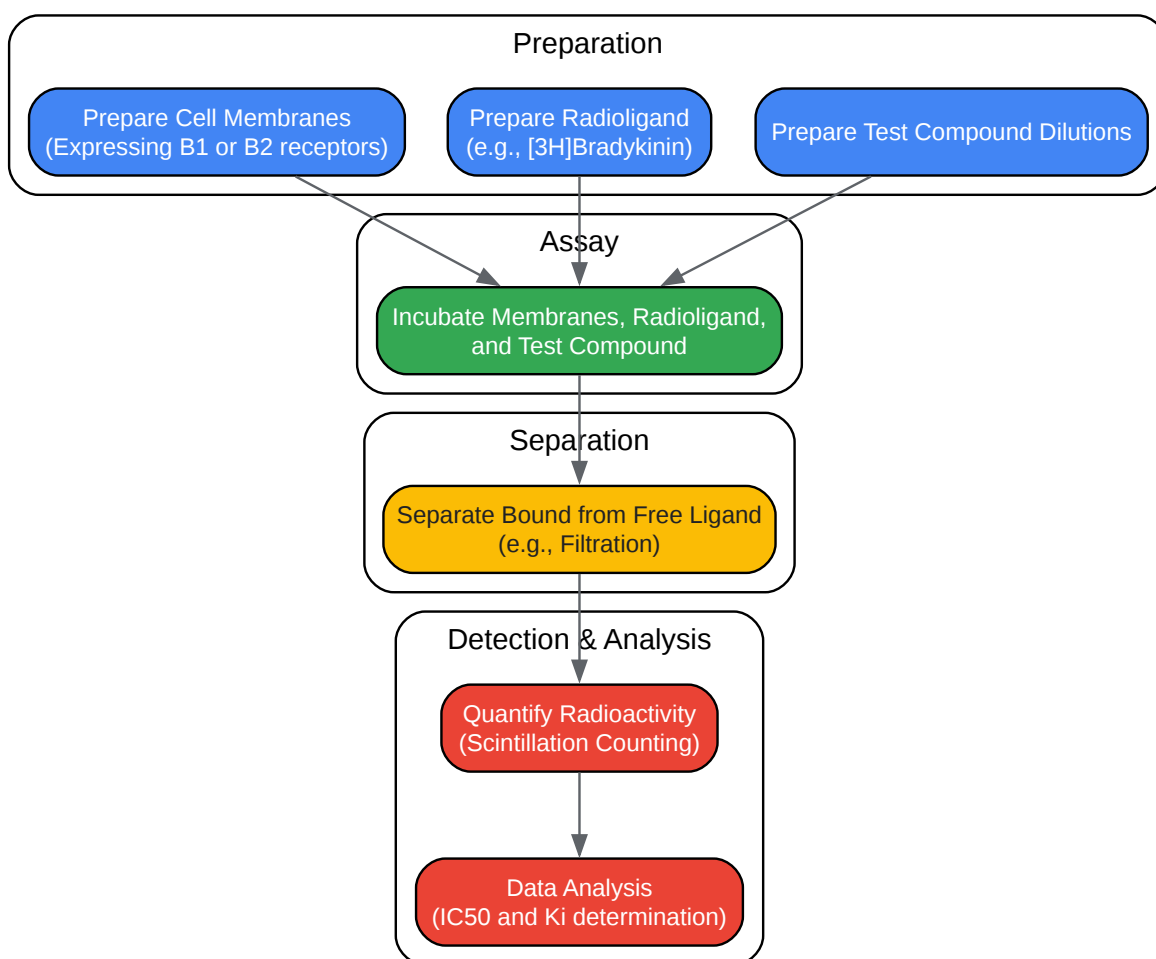 Preparation
Prepare Cell Membranes
(Expressing B1 or B2 receptors)
Prepare Radioligand
(e.g., [3H]Bradykinin)
Prepare Test Compound Dilutions
Assay
Incubate Membranes, Radioligand,
and Test Compound
Separation
Separate Bound from Free Ligand
(e.g., Filtration)
Detection & Analysis
Quantify Radioactivity
(Scintillation Counting)
Data Analysis
(IC50 and Ki determination)